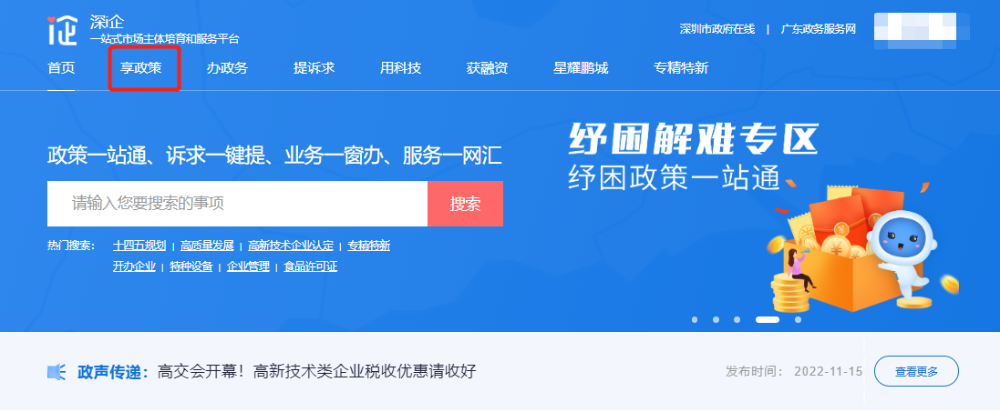 深i企
一站式市场主体培育和服务平台
深圳市政府在线 | 广东政务服务网
首页 享政策 办政务 提诉求 用科技 获融资 星耀鹏城 专精特新
政策一站通、诉求一键提、业务一窗办、服务一网汇
请输入您要搜索的事项 搜索
热门搜索： 十四五规划 | 高质量发展 | 高新技术企业认定 | 专精特新
开办企业 | 特种设备 | 企业管理 | 食品许可证
纾困解难专区
纾困政策一站通
政声传递： 高交会开幕！高新技术类企业税收优惠请收好 发布时间： 2022-11-15 查看更多